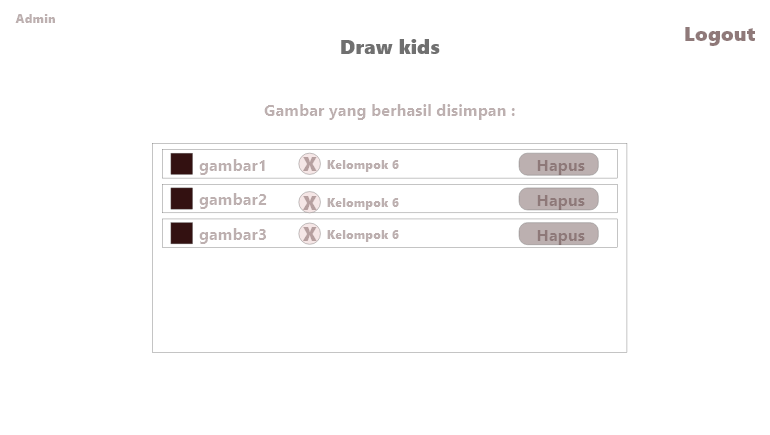 Admin
Logout
Draw kids
Gambar yang berhasil disimpan :
gambar1 X Kelompok 6 Hapus
gambar2 X Kelompok 6 Hapus
gambar3 X Kelompok 6 Hapus